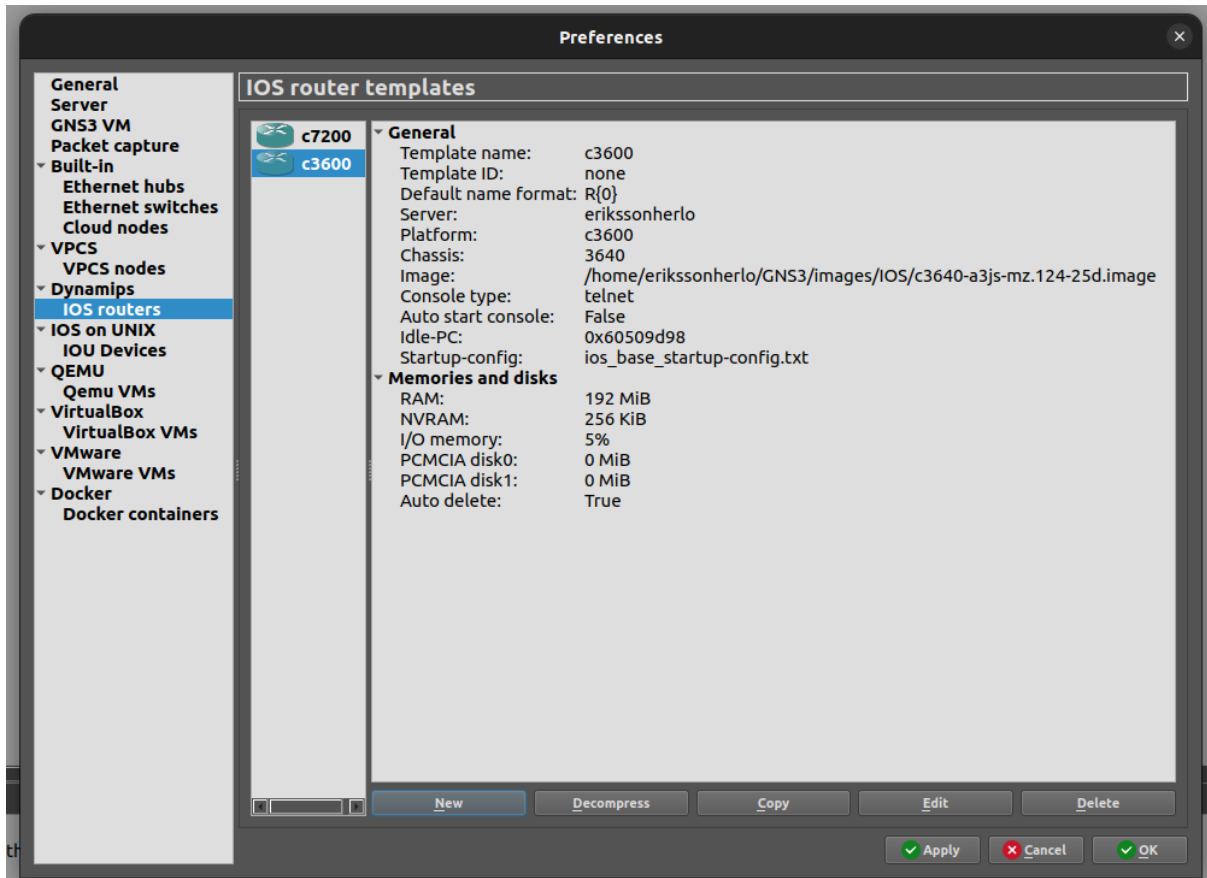 Preferences
General
Server
GNS3 VM
Packet capture
Built-in
Ethernet hubs
Ethernet switches
Cloud nodes
VPCS
VPCS nodes
Dynamips
IOS routers
IOS on UNIX
IOU Devices
QEMU
Qemu VMs
VirtualBox
VirtualBox VMs
VMware
VMware VMs
Docker
Docker containers
IOS router templates
c7200
c3600
General
Template name: c3600
Template ID: none
Default name format: R{0}
Server: erikssonherlo
Platform: c3600
Chassis: 3640
Image: /home/erikssonherlo/GNS3/images/IOS/c3640-a3js-mz.124-25d.image
Console type: telnet
Auto start console: False
Idle-PC: 0x60509d98
Startup-config: ios_base_startup-config.txt
Memories and disks
RAM: 192 MiB
NVRAM: 256 KiB
I/O memory: 5%
PCMCIA disk0: 0 MiB
PCMCIA disk1: 0 MiB
Auto delete: True
New Decompress Copy Edit Delete
Apply Cancel OK
th